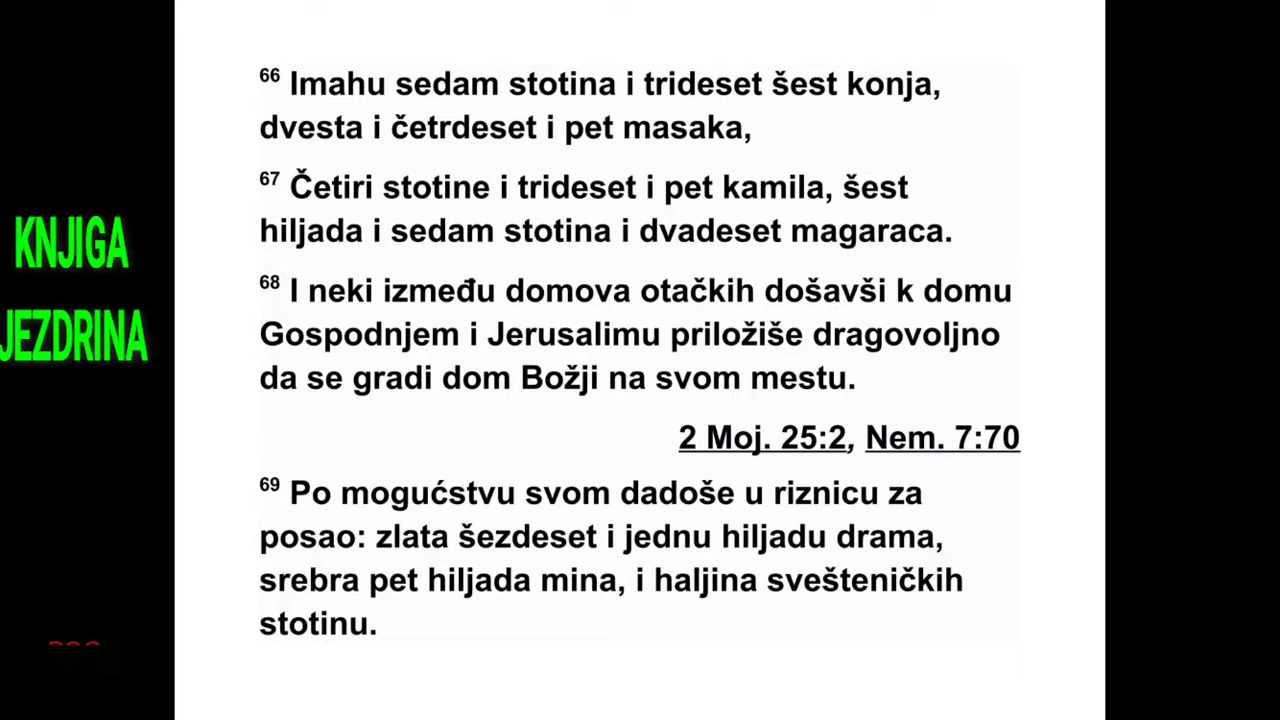 KNJIGA
JEZDRINA
66 Imahu sedam stotina i trideset šest konja,
dvesta i četrdeset i pet masaka,
67 Četiri stotine i trideset i pet kamila, šest
hiljada i sedam stotina i dvadeset magaraca.
68 I neki između domova otačkih došavši k domu
Gospodnjem i Jerusalimu priložiše dragovoljno
da se gradi dom Božji na svom mestu.
2 Moj. 25:2, Nem. 7:70
69 Po mogućstvu svom dadoše u riznicu za
posao: zlata šezdeset i jednu hiljadu drama,
srebra pet hiljada mina, i haljina svešteničkih
stotinu.